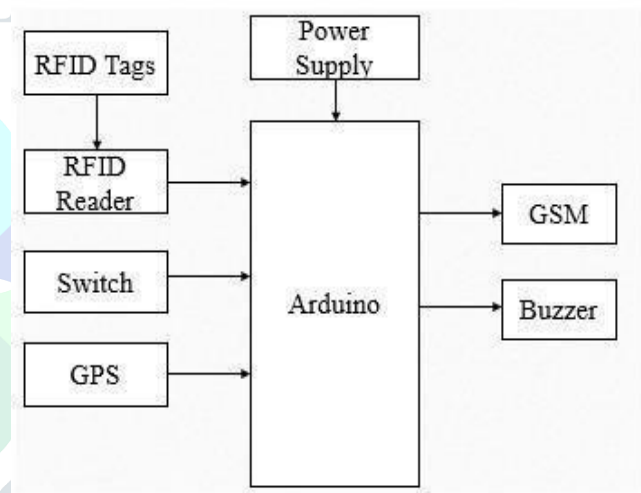 RFID Tags
Power
Supply
RFID
Reader
Switch
GPS
Arduino
GSM
Buzzer